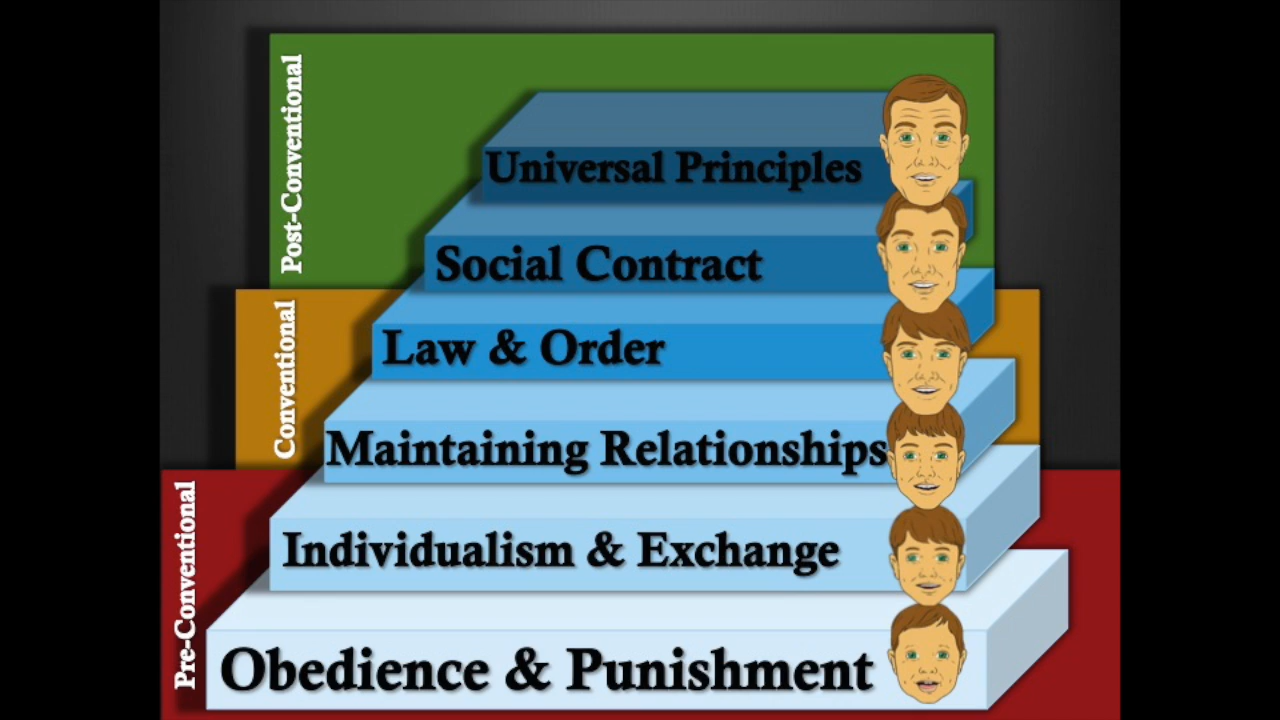 Post-Conventional
Universal Principles
Social Contract
Conventional
Law & Order
Maintaining Relationships
Pre-Conventional
Individualism & Exchange
Obedience & Punishment